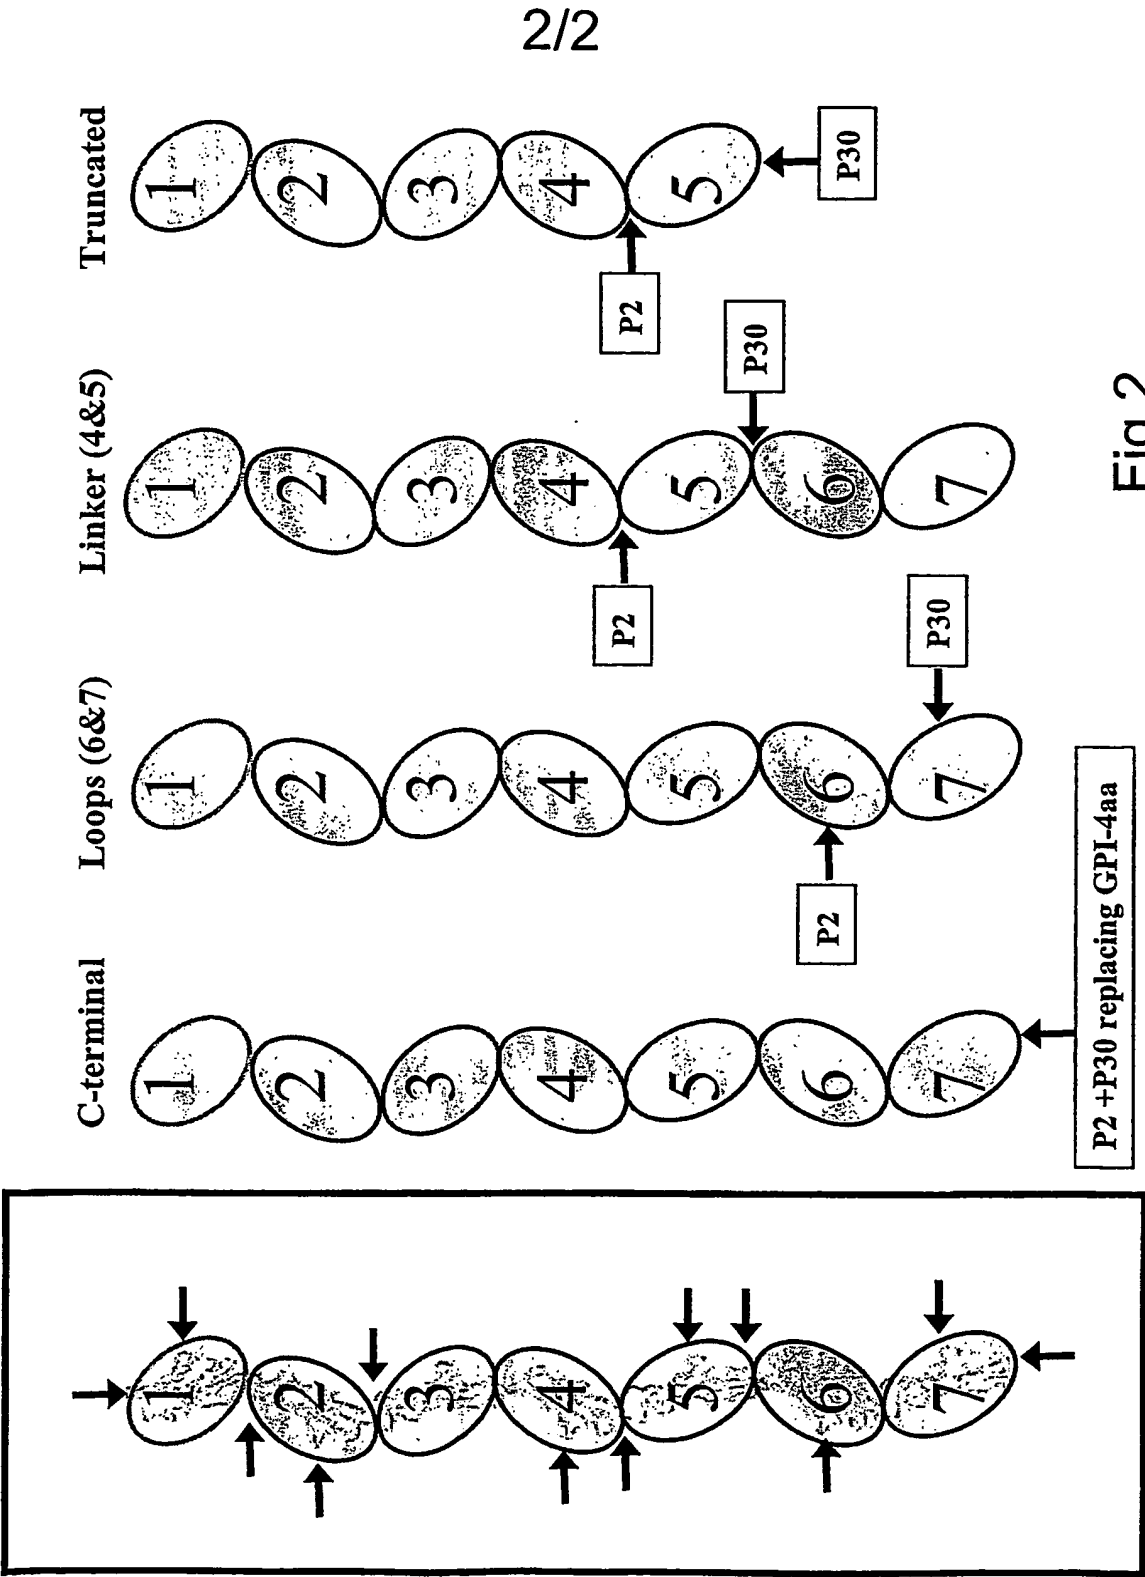 2/2
C-terminal
Loops (6&7)
Linker (4&5)
Truncated
1 1 1 1 1
2 2 2 2 2
3 3 3 3 3
4 4 4 4 4
P2
P2
5 5 5 5 5
P30
6 6 6 6
P2
P30
7 7 7 7
P30
P2 +P30 replacing GPI-4aa
Fig 2